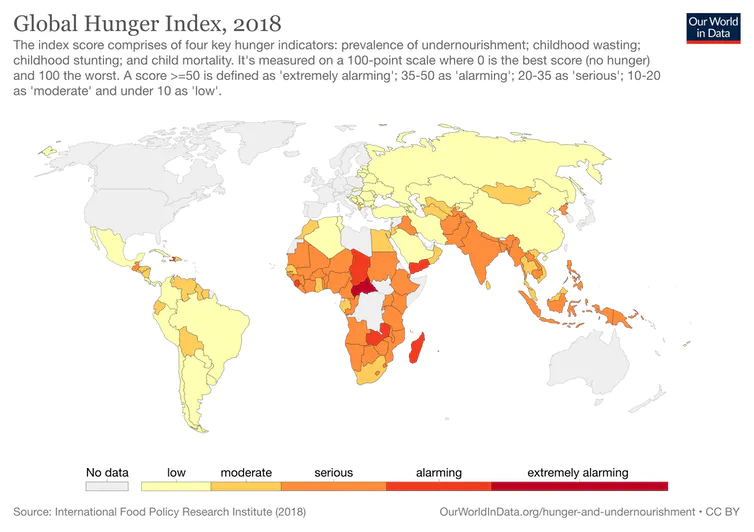 Global Hunger Index, 2018
Our World
in Data
The index score comprises of four key hunger indicators: prevalence of undernourishment; childhood wasting;
childhood stunting; and child mortality. It's measured on a 100-point scale where 0 is the best score (no hunger)
and 100 the worst. A score >=50 is defined as 'extremely alarming'; 35-50 as 'alarming'; 20-35 as 'serious'; 10-20
as 'moderate' and under 10 as 'low'.
No data low moderate serious alarming extremely alarming
Source: International Food Policy Research Institute (2018) OurWorldInData.org/hunger-and-undernourishment • CC BY